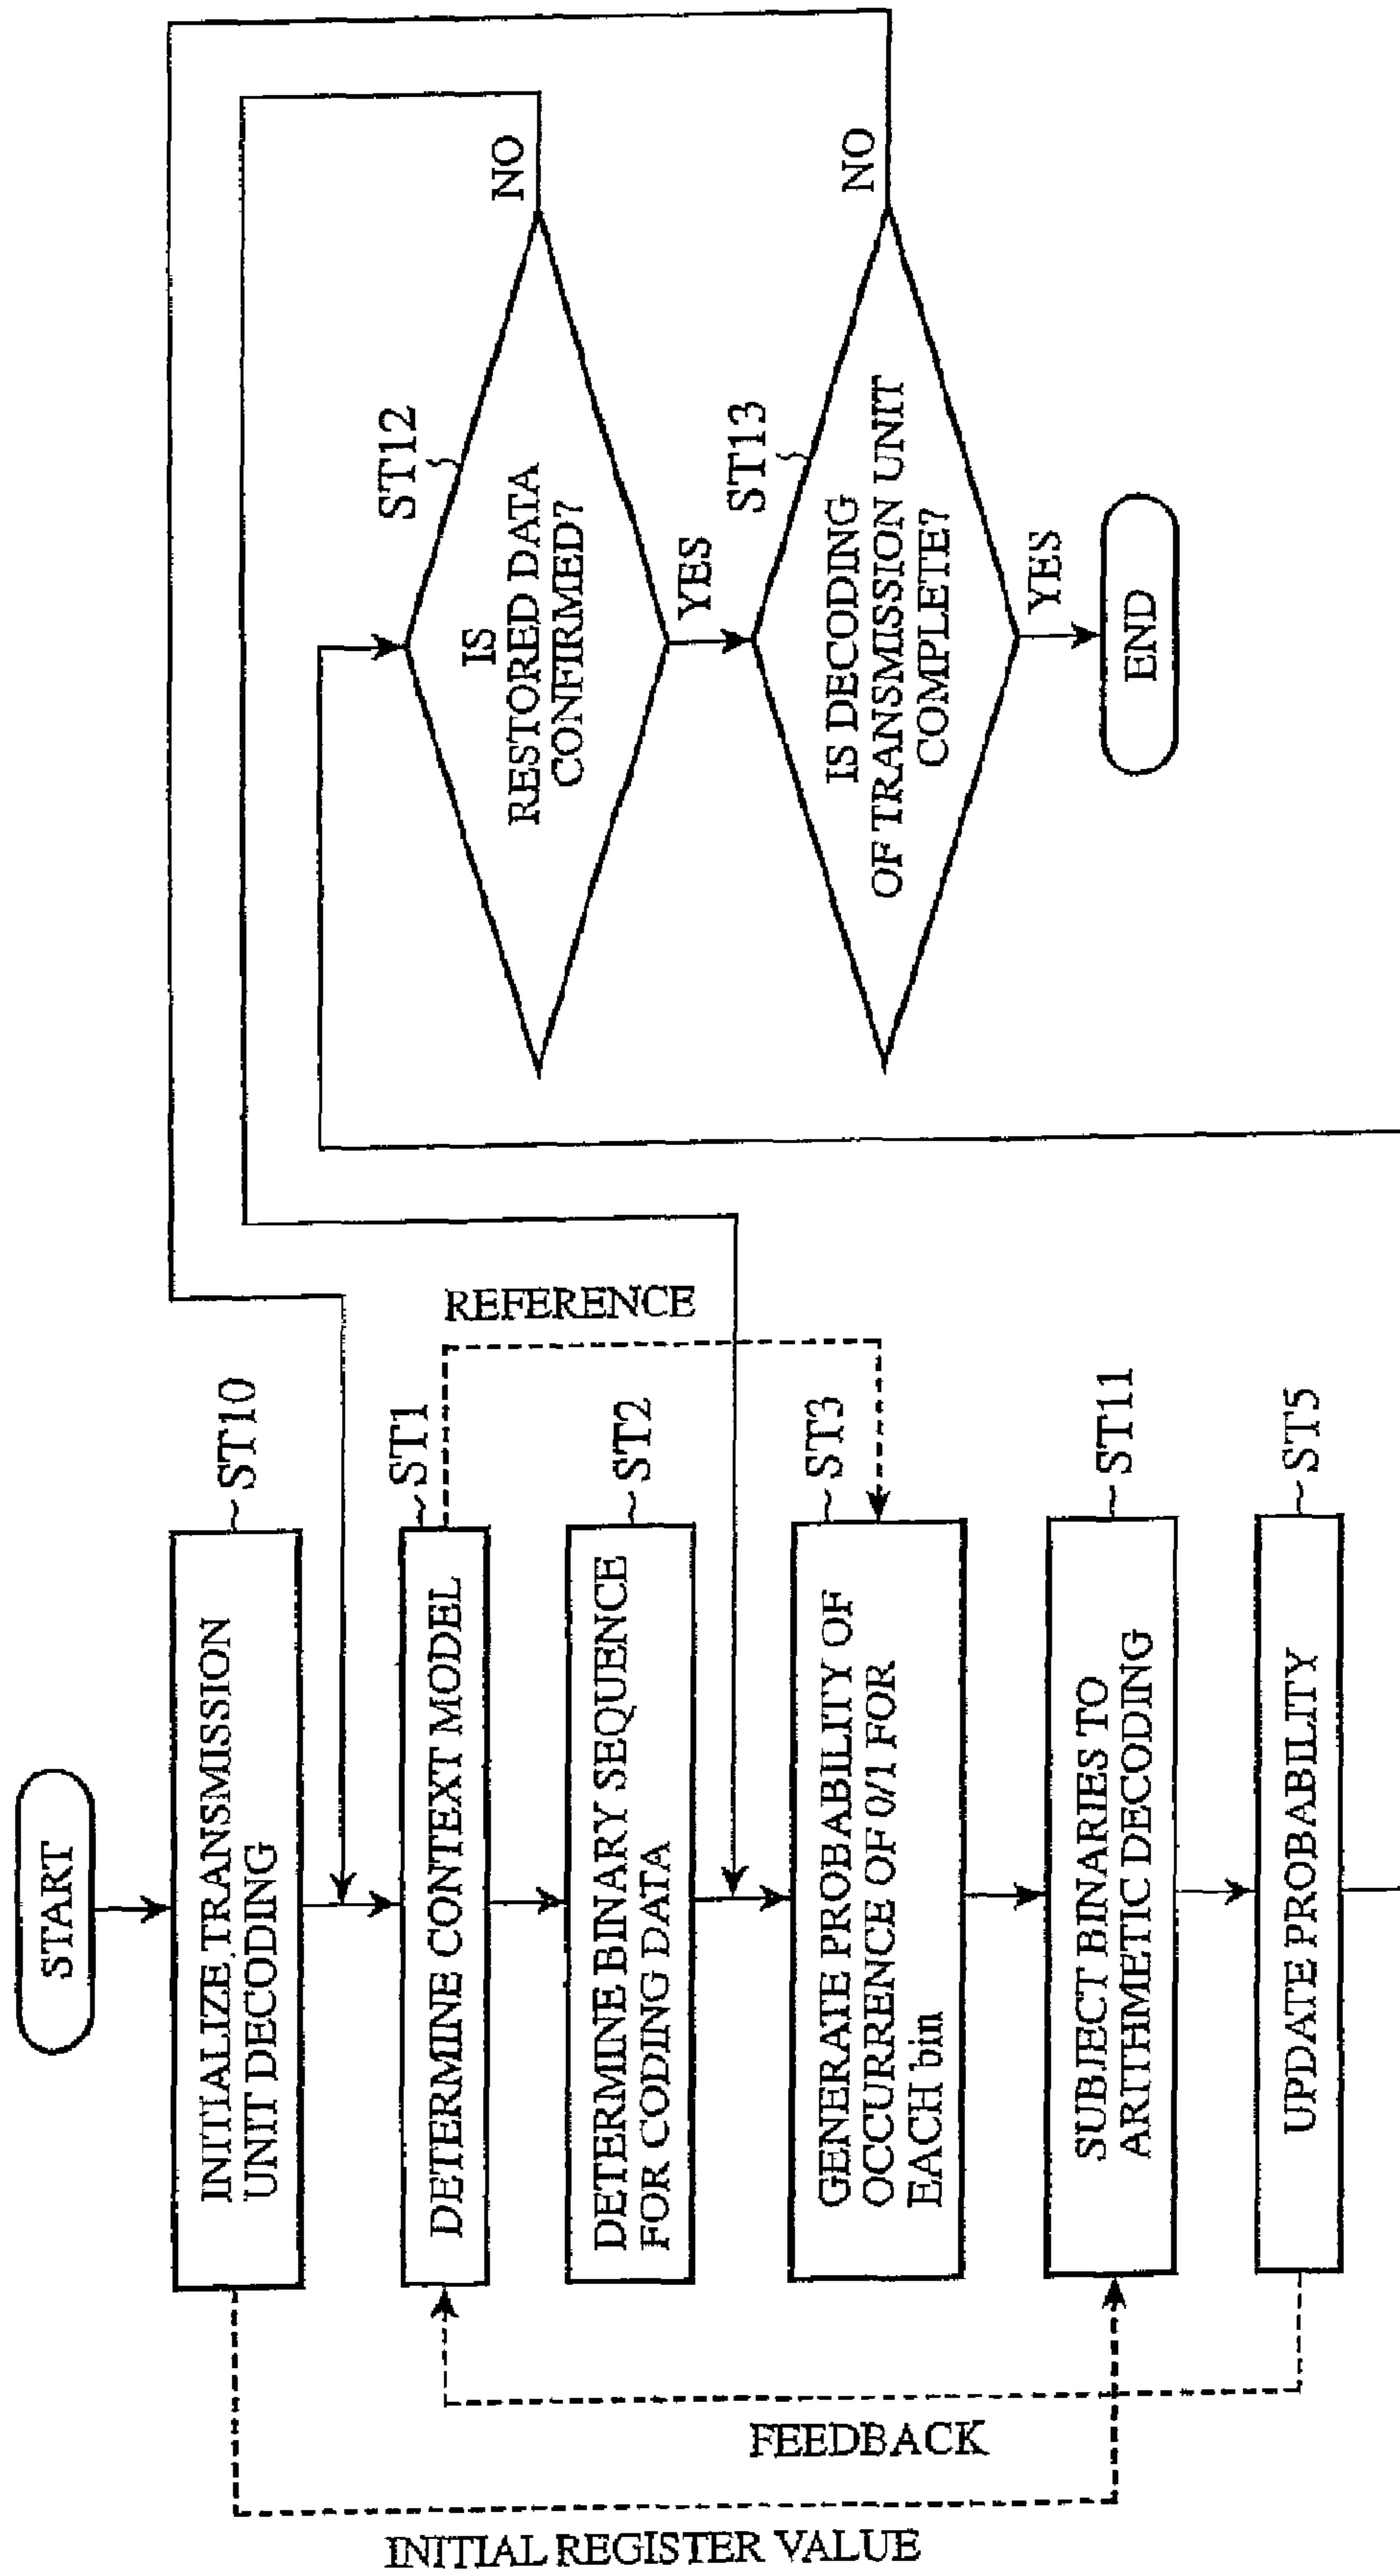 START
INITIALIZE TRANSMISSION
UNIT DECODING
~ST10
DETERMINE CONTEXT MODEL
~ST1
REFERENCE
DETERMINE BINARY SEQUENCE
FOR CODING DATA
~ST2
GENERATE PROBABILITY OF
OCCURRENCE OF 0/1 FOR
EACH bin
~ST3
SUBJECT BINARIES TO
ARITHMETIC DECODING
~ST11
UPDATE PROBABILITY
~ST5
FEEDBACK
INITIAL REGISTER VALUE
ST12
IS
RESTORED DATA
CONFIRMED?
NO
YES
ST13
IS DECODING
OF TRANSMISSION UNIT
COMPLETE?
NO
YES
END